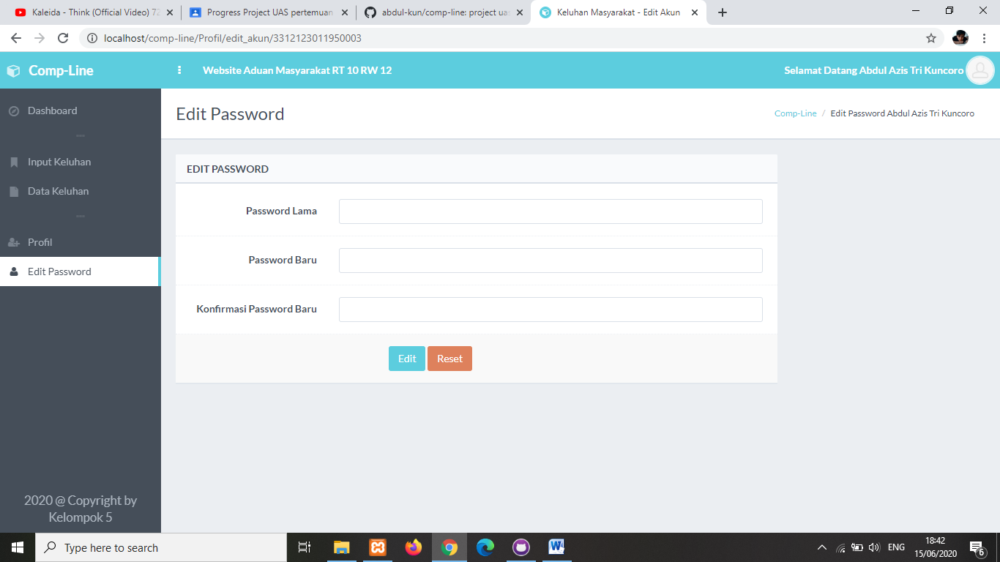 Kaleida - Think (Official Video) 72
Progress Project UAS pertemuan
abdul-kun/comp-line: project uas
Keluhan Masyarakat - Edit Akun
localhost/comp-line/Profil/edit_akun/3312123011950003
Comp-Line
Website Aduan Masyarakat RT 10 RW 12
Selamat Datang Abdul Azis Tri Kuncoro
Dashboard
Input Keluhan
Data Keluhan
Profil
Edit Password
Edit Password
Comp-Line / Edit Password Abdul Azis Tri Kuncoro
EDIT PASSWORD
Password Lama
Password Baru
Konfirmasi Password Baru
Edit
Reset
2020 @ Copyright by
Kelompok 5
Type here to search
ENG
18:42
15/06/2020
6